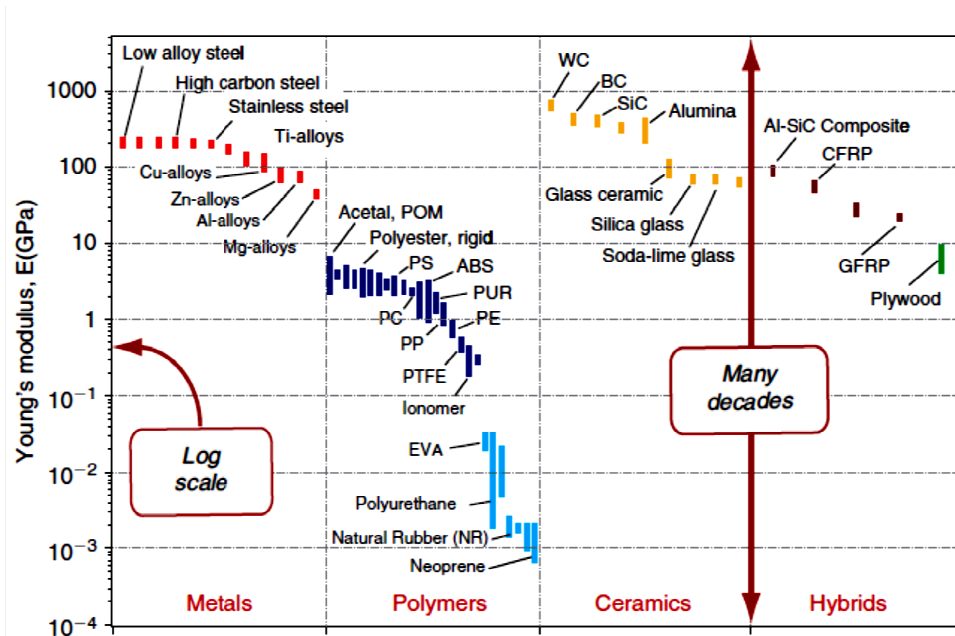 Young's modulus, E(GPa)
1000
100
10
1
10⁻¹
10⁻²
10⁻³
10⁻⁴
Low alloy steel
High carbon steel
Stainless steel
Ti-alloys
Cu-alloys
Zn-alloys
Al-alloys
Mg-alloys
Acetal, POM
Polyester, rigid
PS
ABS
PUR
PC
PE
PP
PTFE
Ionomer
EVA
Polyurethane
Natural Rubber (NR)
Neoprene
WC
BC
SiC
Alumina
Glass ceramic
Silica glass
Soda-lime glass
Al-SiC Composite
CFRP
GFRP
Plywood
Log
scale
Many
decades
Metals
Polymers
Ceramics
Hybrids